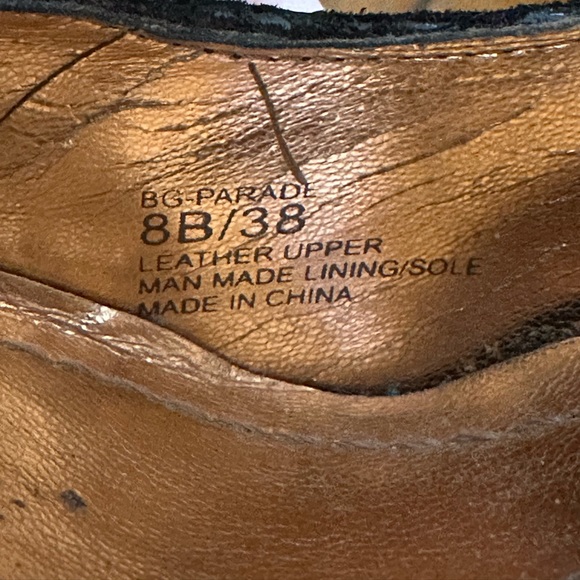 BG-PARADE
8B/38
LEATHER UPPER
MAN MADE LINING/SOLE
MADE IN CHINA